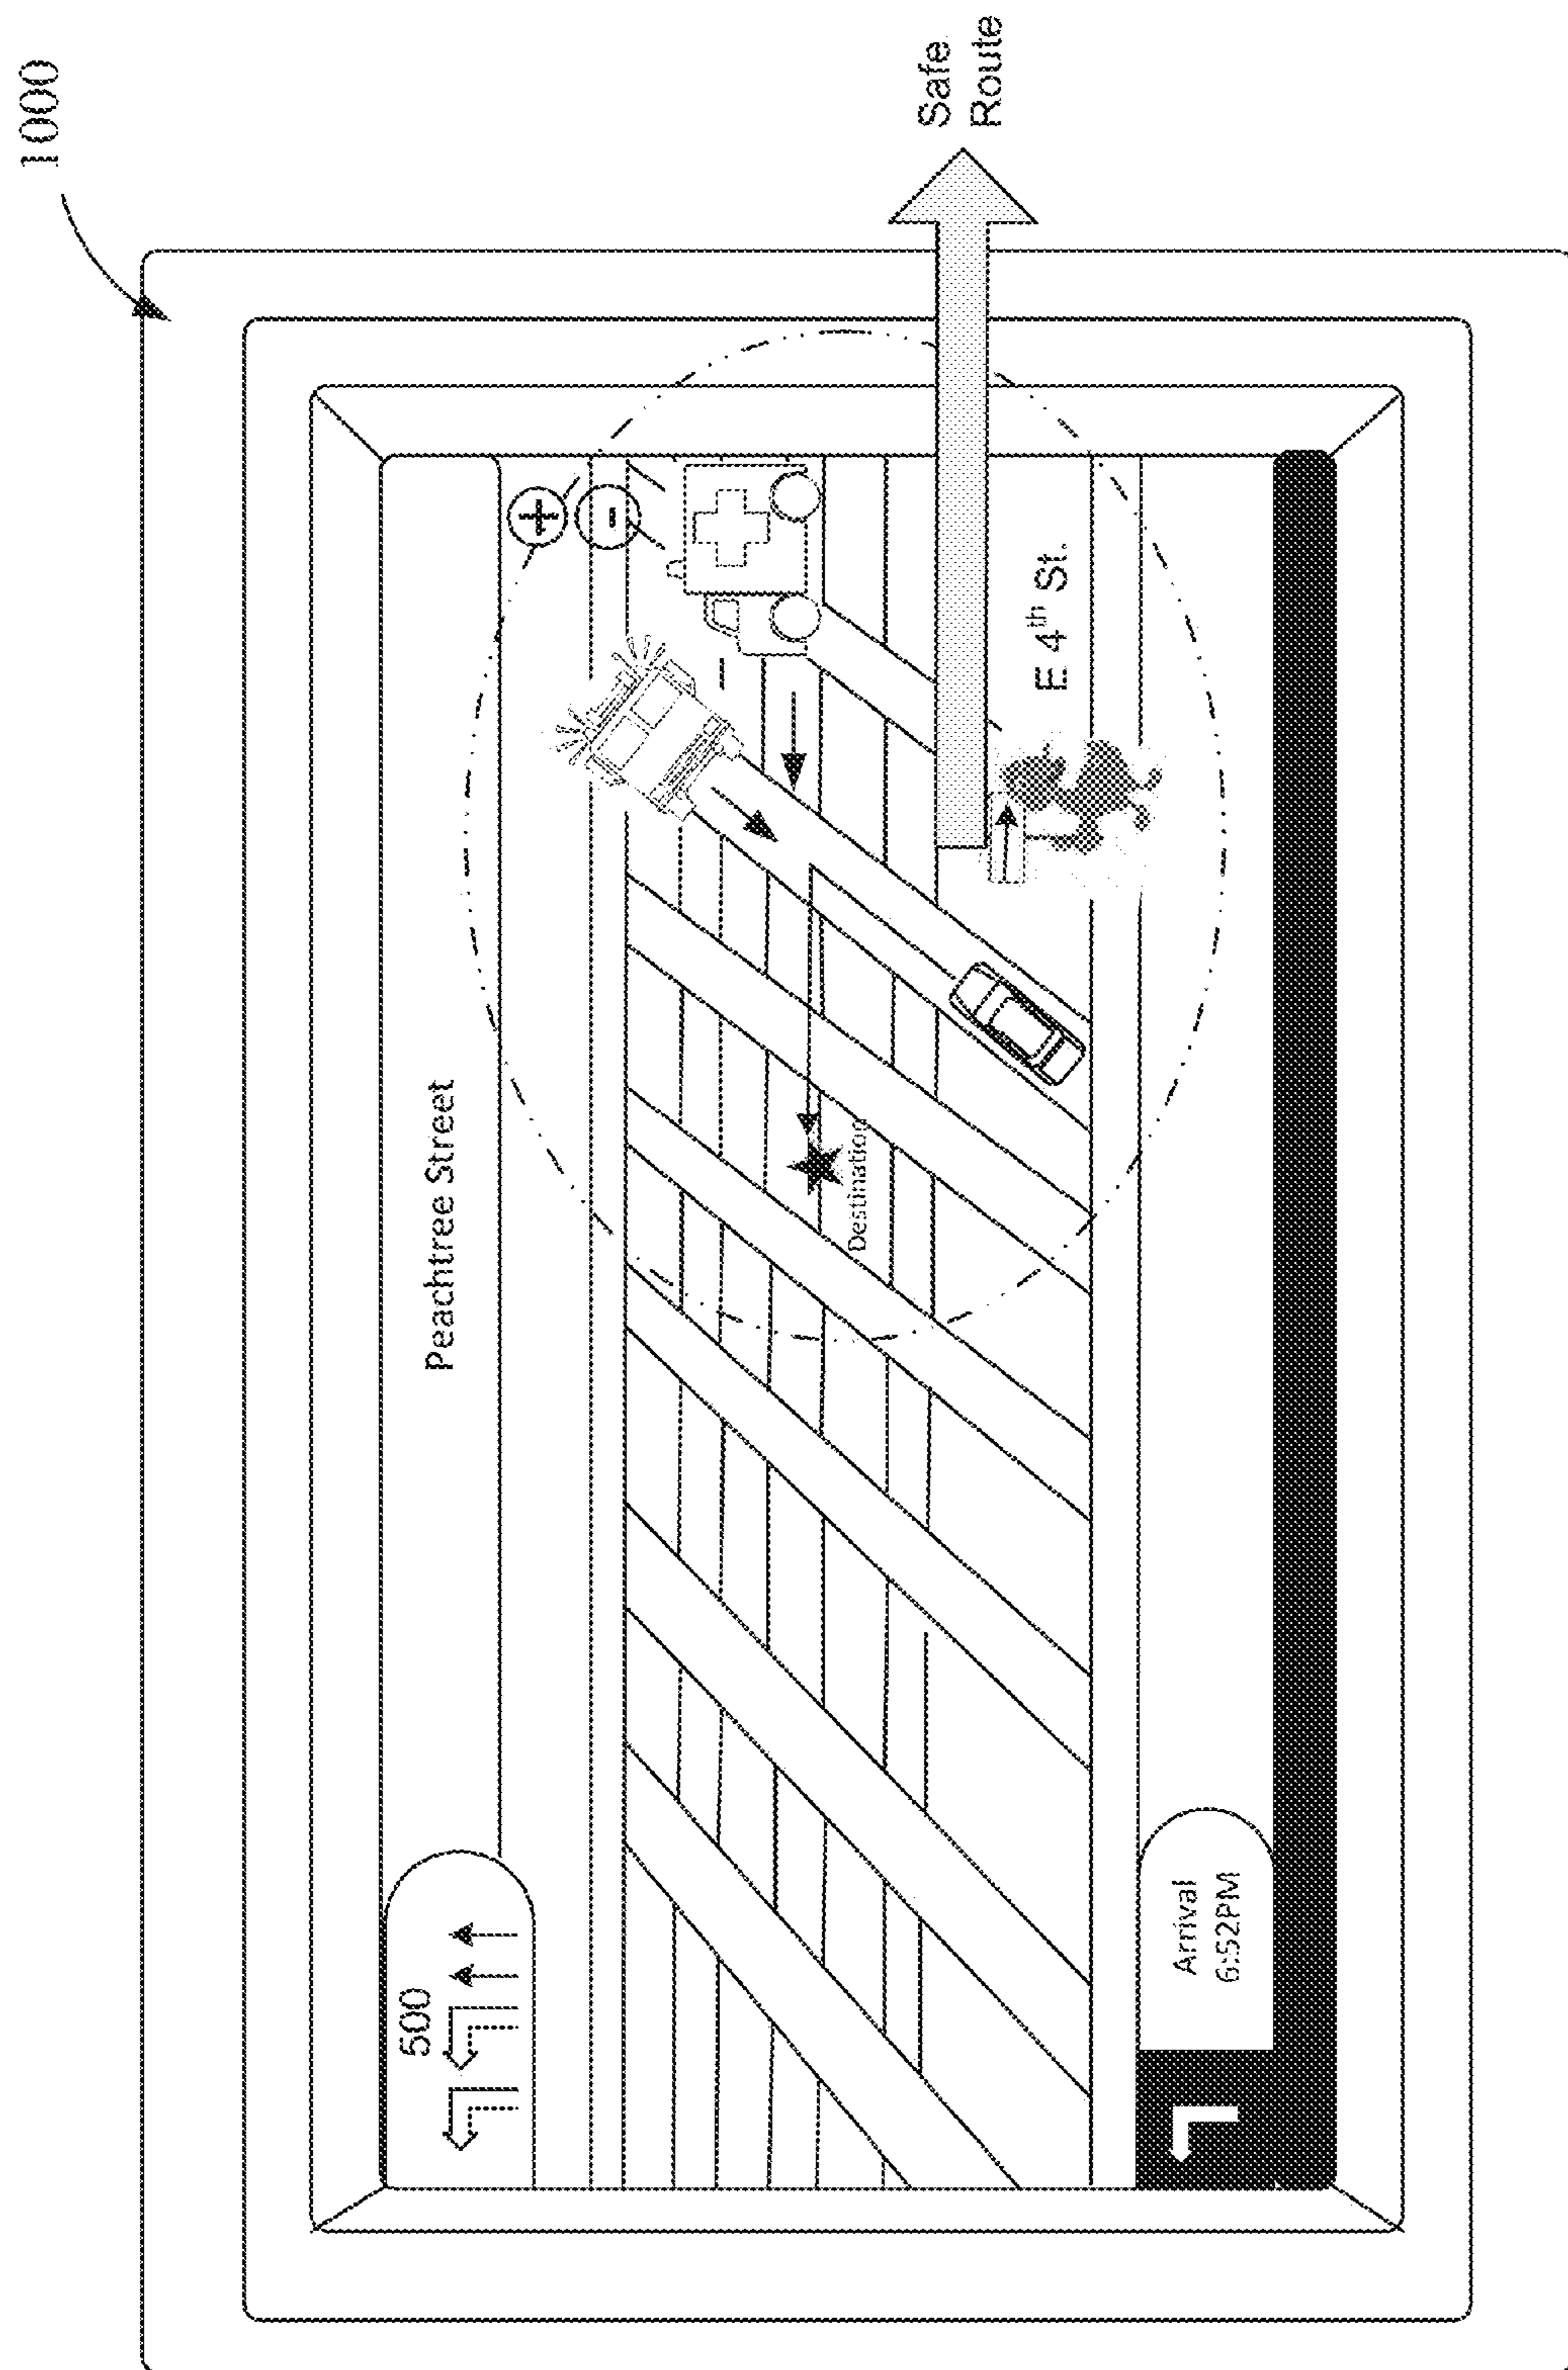 1000
Peachtree Street
500
+
-
Safe
Route
Destination
E 4th St.
Arrival
6:52PM